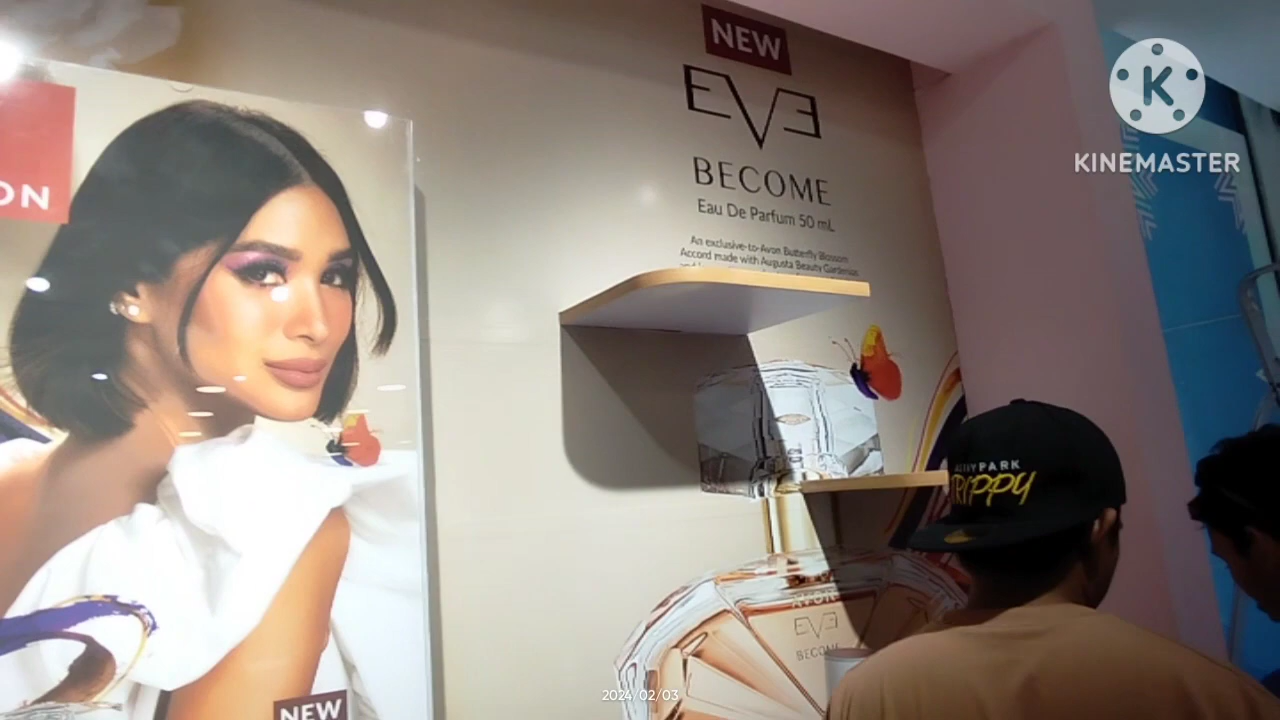 ON
NEW
EVE
BECOME
Eau De Parfum 50 mL
An exclusive-to-Avon Butterfly Blossom
Accord made with Augusta Beauty Gardenias
KINEMASTER
PARK
TRIPPY
AVON
EVE
BECOME
NEW
2024/02/03